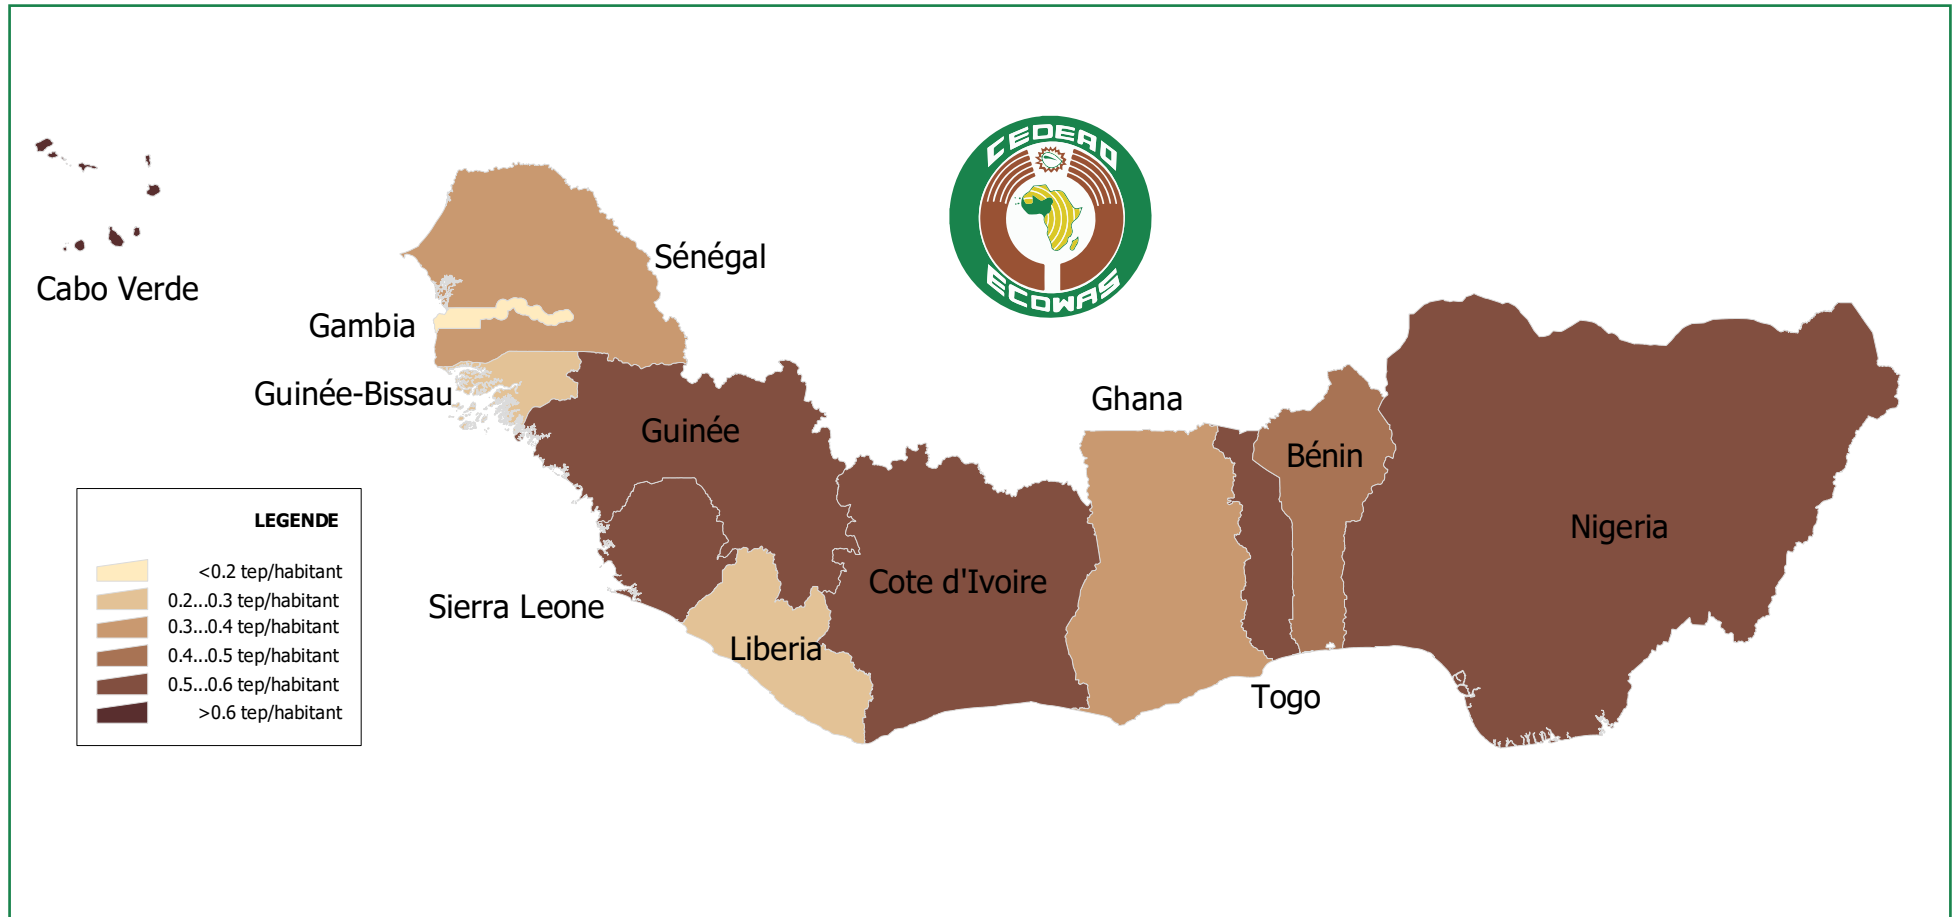 CEDEAO
ECOWAS
Cabo Verde
Sénégal
Gambia
Guinée-Bissau
Guinée
Ghana
Bénin
Nigeria
Cote d'Ivoire
Sierra Leone
Liberia
Togo
LEGENDE
<0.2 tep/habitant
0.2...0.3 tep/habitant
0.3...0.4 tep/habitant
0.4...0.5 tep/habitant
0.5...0.6 tep/habitant
>0.6 tep/habitant